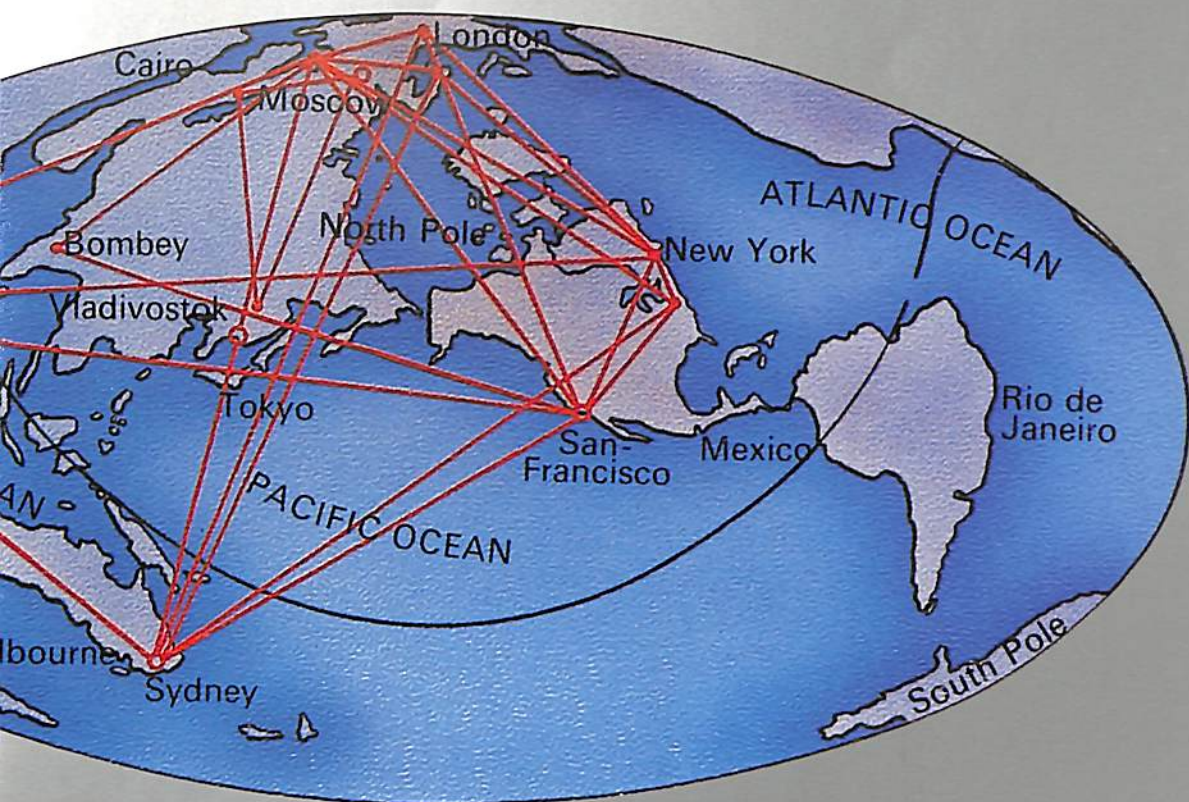 London
Cairo
Moscow
ATLANTIC OCEAN
North Pole
Bombey
New York
Vladivostok
Tokyo
Rio de
Janeiro
San-
Francisco
Mexico
PACIFIC OCEAN
AN
lbourne
Sydney
South Pole